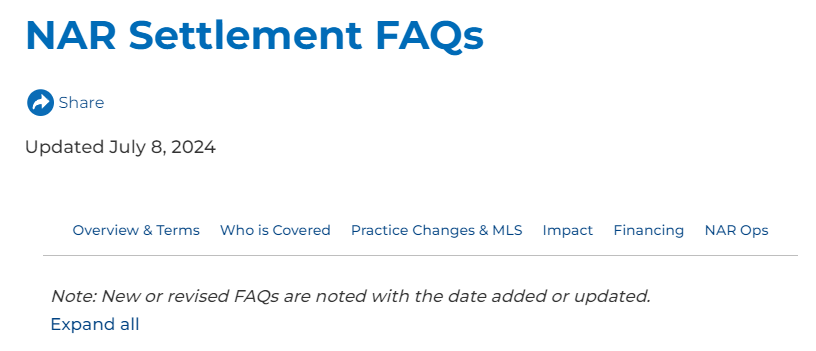 NAR Settlement FAQs
Share
Updated July 8, 2024
Overview & Terms Who is Covered Practice Changes & MLS Impact Financing NAR Ops
Note: New or revised FAQs are noted with the date added or updated.
Expand all